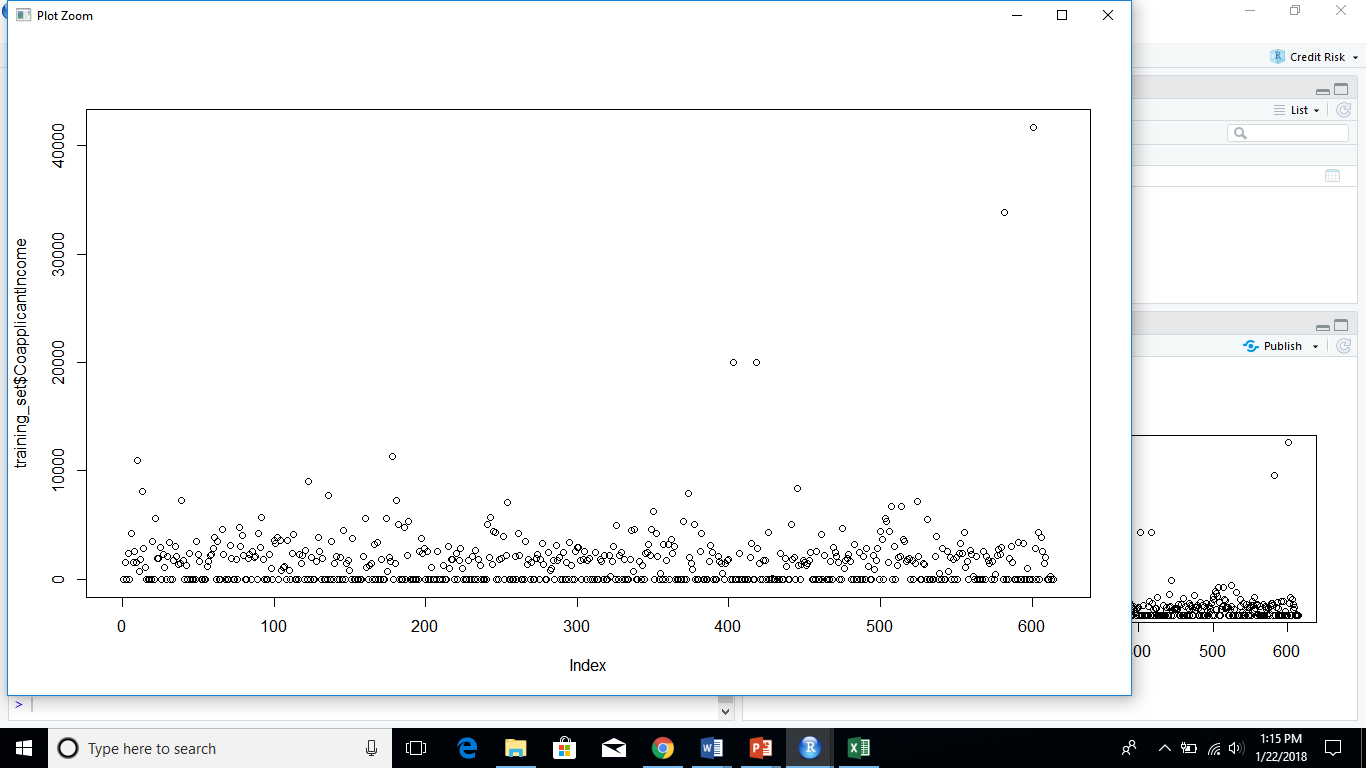 Plot Zoom
Credit Risk
List
Publish
training_set$CoapplicantIncome
40000
30000
20000
10000
0
0 100 200 300 400 500 600
Index
00 500 600
>
Type here to search
1:15 PM
1/22/2018